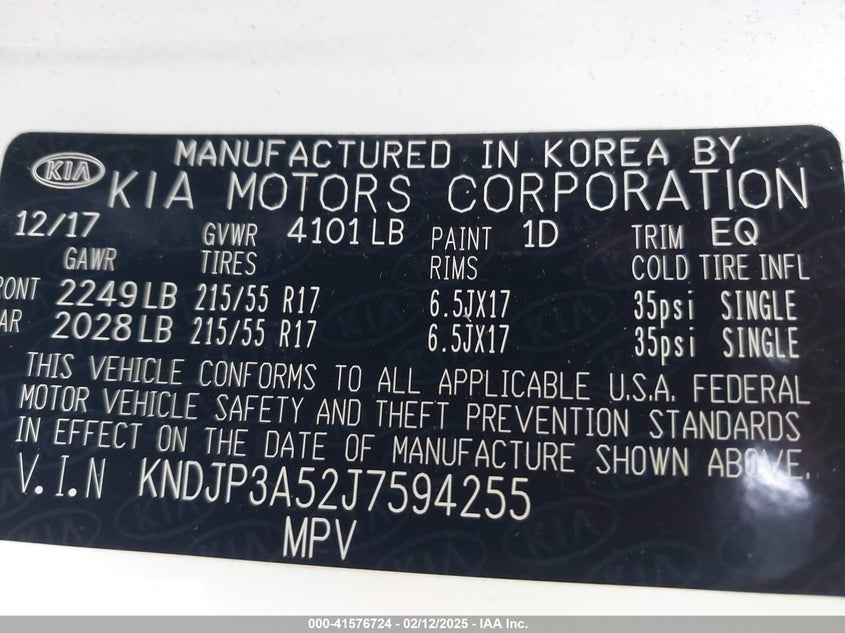 MANUFACTURED IN KOREA BY
KIA KIA MOTORS CORPORATION
12/17 GVWR 4101 LB PAINT 1D TRIM EQ
GAWR TIRES RIMS COLD TIRE INFL
RONT 2249 LB 215/55 R17 6.5JX17 35psi SINGLE
AR 2028 LB 215/55 R17 6.5JX17 35psi SINGLE
THIS VEHICLE CONFORMS TO ALL APPLICABLE U.S.A. FEDERAL
MOTOR VEHICLE SAFETY AND THEFT PREVENTION STANDARDS
IN EFFECT ON THE DATE OF MANUFACTURE SHOWN ABOVE.
V.I.N KNDJP3A52J7594255
MPV
000-41576724 - 02/12/2025 - IAA Inc.